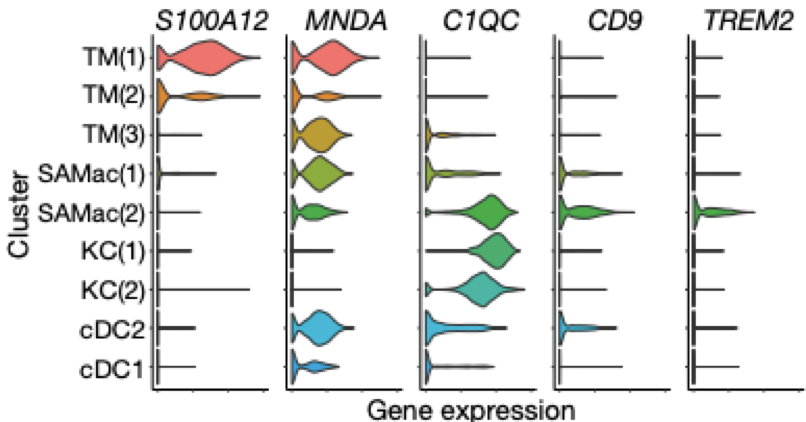 S100A12 MNDA C1QC CD9 TREM2
TM(1)
TM(2)
TM(3)
SAMac(1)
SAMac(2)
KC(1)
KC(2)
cDC2
cDC1
Cluster
Gene expression